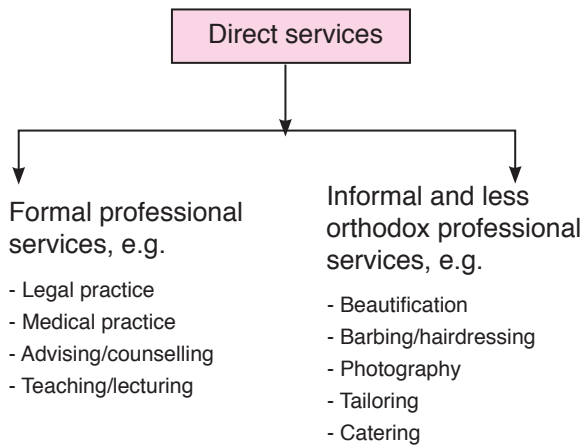 Direct services
Formal professional
services, e.g.
- Legal practice
- Medical practice
- Advising/counselling
- Teaching/lecturing
Informal and less
orthodox professional
services, e.g.
- Beautification
- Barbing/hairdressing
- Photography
- Tailoring
- Catering